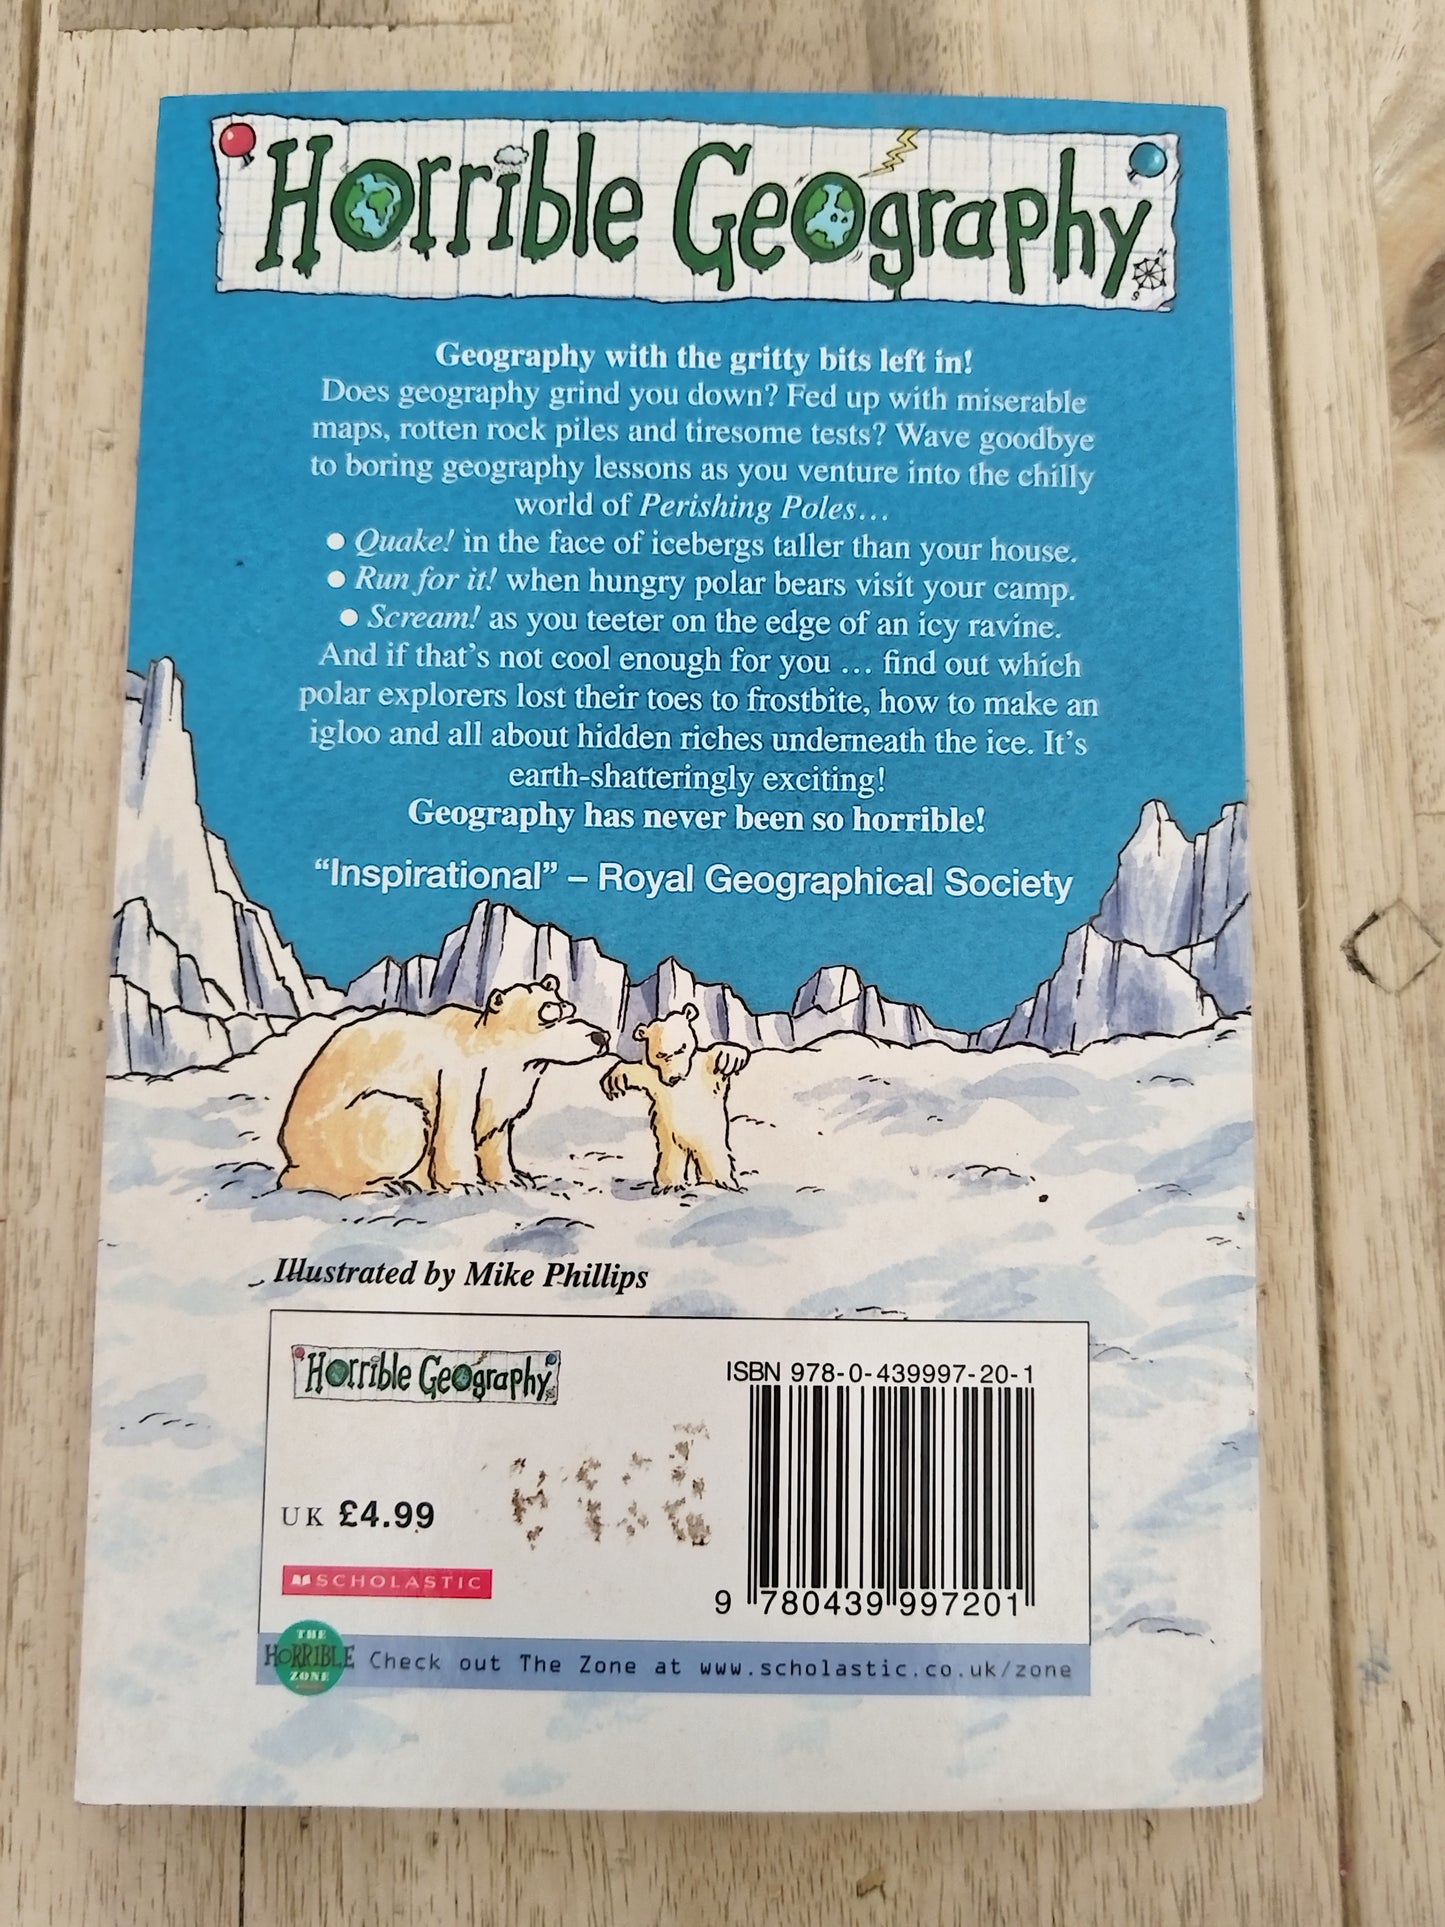 Horrible Geography
Geography with the gritty bits left in!
Does geography grind you down? Fed up with miserable
maps, rotten rock piles and tiresome tests? Wave goodbye
to boring geography lessons as you venture into the chilly
world of Perishing Poles…
● Quake! in the face of icebergs taller than your house.
● Run for it! when hungry polar bears visit your camp.
● Scream! as you teeter on the edge of an icy ravine.
And if that's not cool enough for you … find out which
polar explorers lost their toes to frostbite, how to make an
igloo and all about hidden riches underneath the ice. It's
earth-shatteringly exciting!
Geography has never been so horrible!
“Inspirational” – Royal Geographical Society
Illustrated by Mike Phillips
Horrible Geography
ISBN 978-0-439997-20-1
UK £4.99
SCHOLASTIC
9 780439 997201
THE
HORRIBLE
ZONE
Check out The Zone at www.scholastic.co.uk/zone